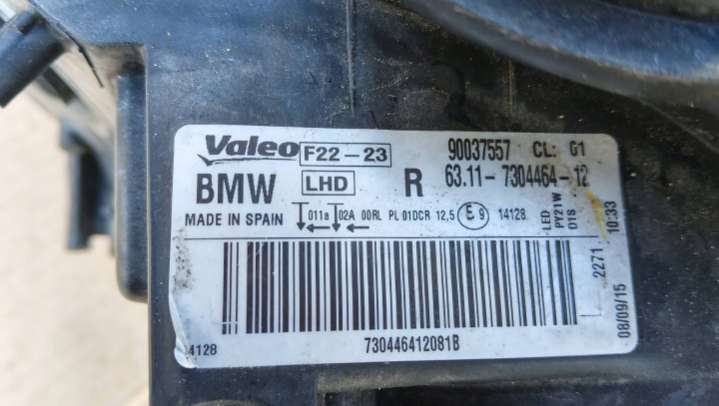 Valeo F22-23 90037557 CL: G1
BMW LHD R 63.11-7304464-12
MADE IN SPAIN 011a 02A 00RL PL 01DCR 12,5 E9 14128
LED
PY21W
D1S
2271 10:33
08/09/15
730446412081B